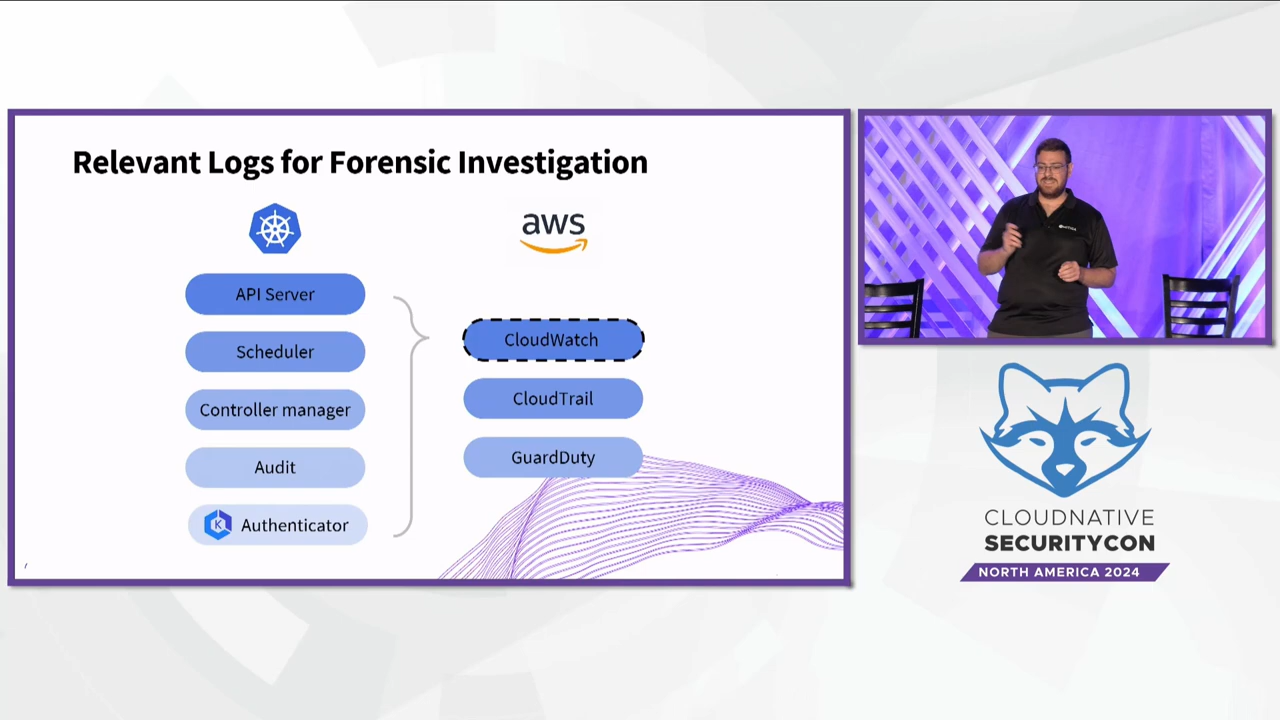 Relevant Logs for Forensic Investigation
aws
API Server
Scheduler
Controller manager
Audit
Authenticator
CloudWatch
CloudTrail
GuardDuty
CLOUDNATIVE
SECURITYCON
NORTH AMERICA 2024